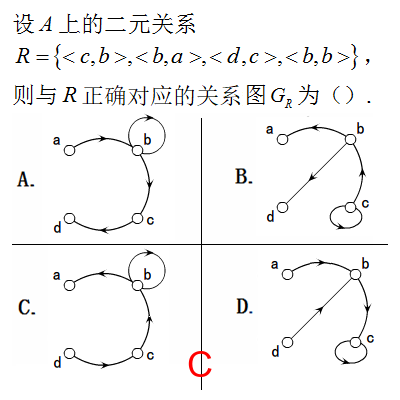 设 A 上的二元关系
R={<c,b>,<b,a>,<d,c>,<b,b>},
则与 R 正确对应的关系图 G_R 为（）.
A. a b c d
B. a b c d
C. a b c d
D. a b c d
C